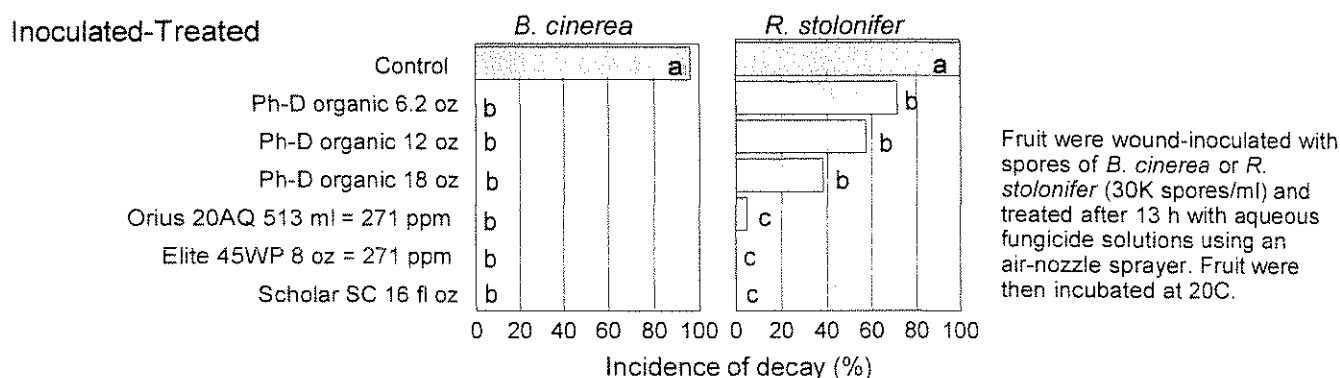 Inoculated-Treated
B. cinerea
R. stolonifer
Control
a
a
Ph-D organic 6.2 oz
b
b
Ph-D organic 12 oz
b
b
Ph-D organic 18 oz
b
b
Orius 20AQ 513 ml = 271 ppm
b
c
Elite 45WP 8 oz = 271 ppm
b
c
Scholar SC 16 fl oz
b
c
0 20 40 60 80 100
0 20 40 60 80 100
Incidence of decay (%)
Fruit were wound-inoculated with
spores of B. cinerea or R.
stolonifer (30K spores/ml) and
treated after 13 h with aqueous
fungicide solutions using an
air-nozzle sprayer. Fruit were
then incubated at 20C.